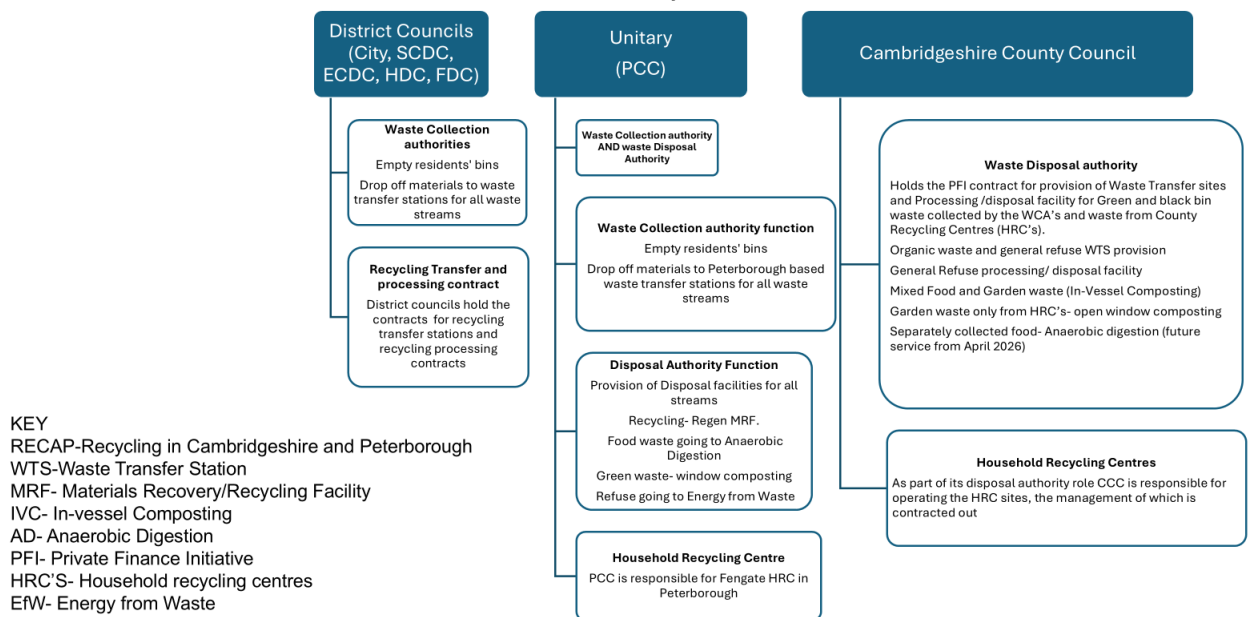 District Councils
(City, SCDC,
ECDC, HDC, FDC)
Waste Collection
authorities
Empty residents' bins
Drop off materials to waste
transfer stations for all waste
streams
Recycling Transfer and
processing contract
District councils hold the
contracts for recycling
transfer stations and
recycling processing
contracts
Unitary
(PCC)
Waste Collection authority
AND waste Disposal
Authority
Waste Collection authority function
Empty residents' bins
Drop off materials to Peterborough based
waste transfer stations for all waste
streams
Disposal Authority Function
Provision of Disposal facilities for all
streams
Recycling- Regen MRF.
Food waste going to Anaerobic
Digestion
Green waste- window composting
Refuse going to Energy from Waste
Household Recycling Centre
PCC is responsible for Fengate HRC in
Peterborough
Cambridgeshire County Council
Waste Disposal authority
Holds the PFI contract for provision of Waste Transfer sites
and Processing /disposal facility for Green and black bin
waste collected by the WCA's and waste from County
Recycling Centres (HRC's).
Organic waste and general refuse WTS provision
General Refuse processing/ disposal facility
Mixed Food and Garden waste (In-Vessel Composting)
Garden waste only from HRC's- open window composting
Separately collected food- Anaerobic digestion (future
service from April 2026)
Household Recycling Centres
As part of its disposal authority role CCC is responsible for
operating the HRC sites, the management of which is
contracted out
KEY
RECAP-Recycling in Cambridgeshire and Peterborough
WTS-Waste Transfer Station
MRF- Materials Recovery/Recycling Facility
IVC- In-vessel Composting
AD- Anaerobic Digestion
PFI- Private Finance Initiative
HRC'S- Household recycling centres
EfW- Energy from Waste